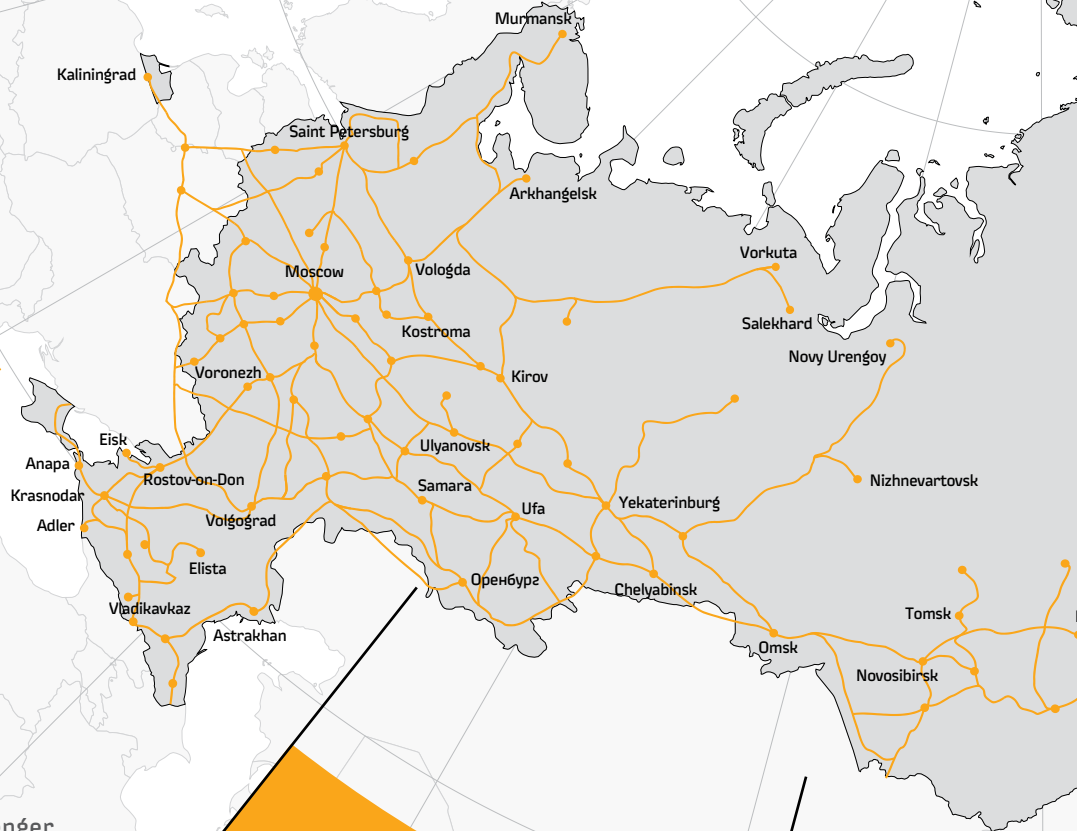 Murmansk
Kaliningrad
Saint Petersburg
Arkhangelsk
Vorkuta
Moscow
Vologda
Salekhard
Kostroma
Novy Urengoy
Voronezh
Kirov
Eisk
Ulyanovsk
Anapa
Rostov-on-Don
Nizhnevartovsk
Krasnodar
Samara
Yekaterinburg
Adler
Volgograd
Ufa
Elista
Оренбург
Chelyabinsk
Vladikavkaz
Tomsk
Astrakhan
Omsk
Novosibirsk